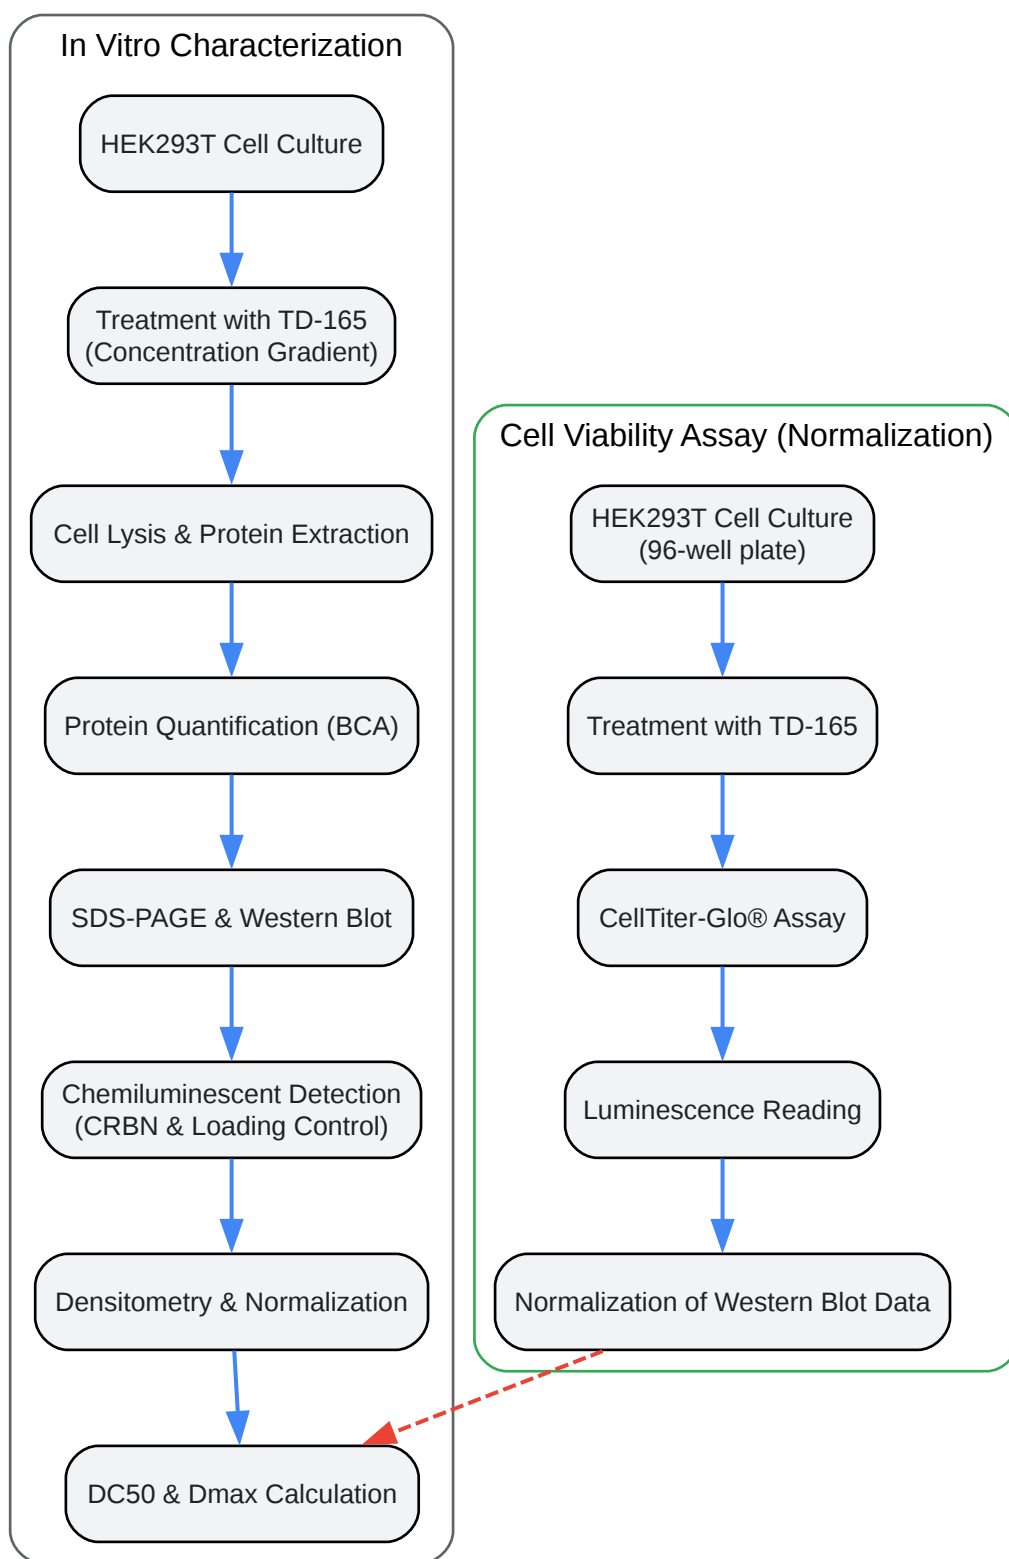 In Vitro Characterization
HEK293T Cell Culture
Treatment with TD-165
(Concentration Gradient)
Cell Lysis & Protein Extraction
Protein Quantification (BCA)
SDS-PAGE & Western Blot
Chemiluminescent Detection
(CRBN & Loading Control)
Densitometry & Normalization
DC50 & Dmax Calculation
Cell Viability Assay (Normalization)
HEK293T Cell Culture
(96-well plate)
Treatment with TD-165
CellTiter-Glo® Assay
Luminescence Reading
Normalization of Western Blot Data